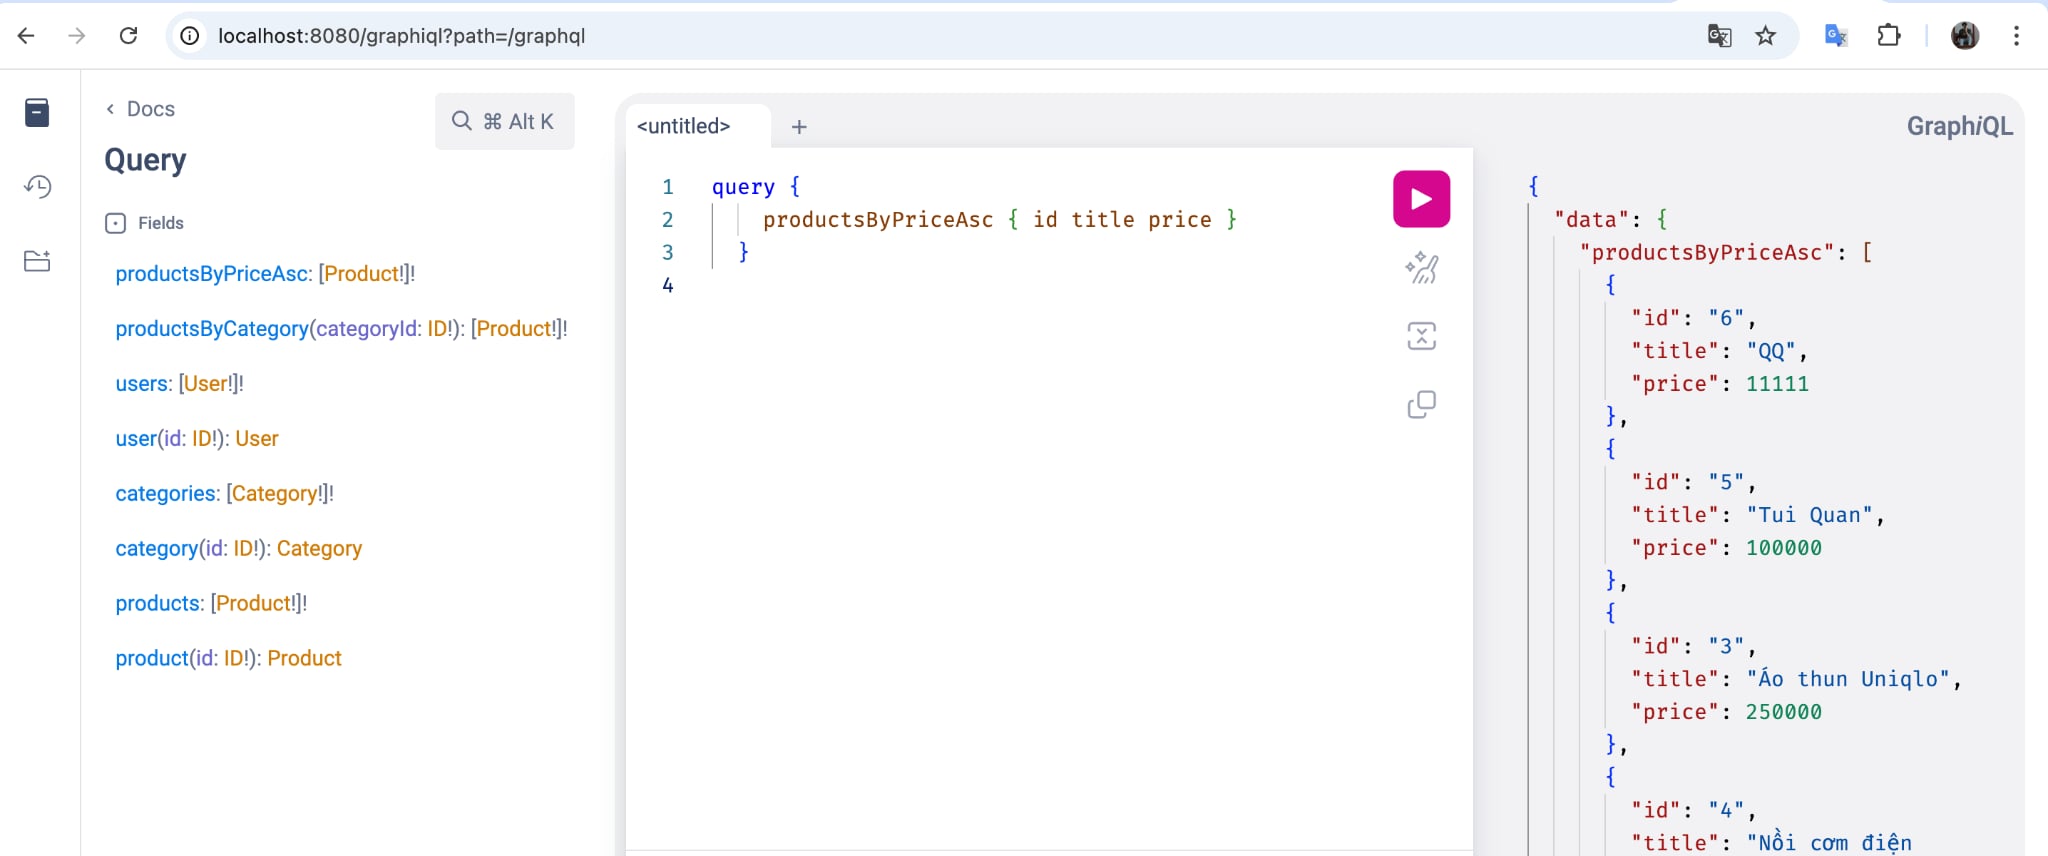 localhost:8080/graphiql?path=/graphql
Docs
⌘ Alt K
Query
Fields
productsByPriceAsc: [Product!]!
productsByCategory(categoryId: ID!): [Product!]!
users: [User!]!
user(id: ID!): User
categories: [Category!]!
category(id: ID!): Category
products: [Product!]!
product(id: ID!): Product
<untitled>
+
GraphiQL
1 query {
2 productsByPriceAsc { id title price }
3 }
4
{
"data": {
"productsByPriceAsc": [
{
"id": "6",
"title": "QQ",
"price": 11111
},
{
"id": "5",
"title": "Tui Quan",
"price": 100000
},
{
"id": "3",
"title": "Áo thun Uniqlo",
"price": 250000
},
{
"id": "4",
"title": "Nồi cơm điện